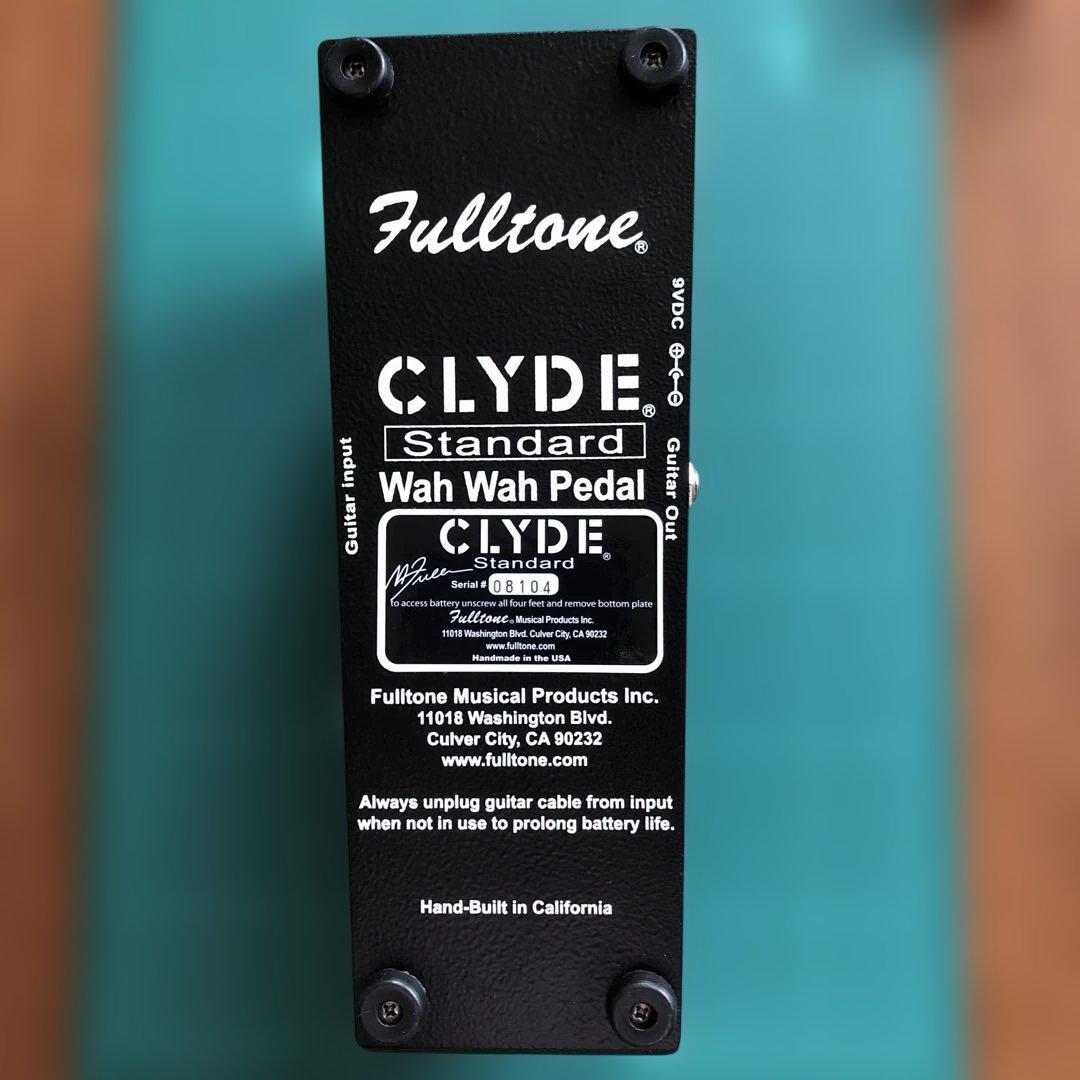 Fulltone®
9VDC
CLYDE®
Standard
Wah Wah Pedal
Guitar input
Guitar Out
CLYDE®
Standard
M Fuller
Serial # 08104
to access battery unscrew all four feet and remove bottom plate
Fulltone® Musical Products Inc.
11018 Washington Blvd. Culver City, CA 90232
www.fulltone.com
Handmade in the USA
Fulltone Musical Products Inc.
11018 Washington Blvd.
Culver City, CA 90232
www.fulltone.com
Always unplug guitar cable from input
when not in use to prolong battery life.
Hand-Built in California